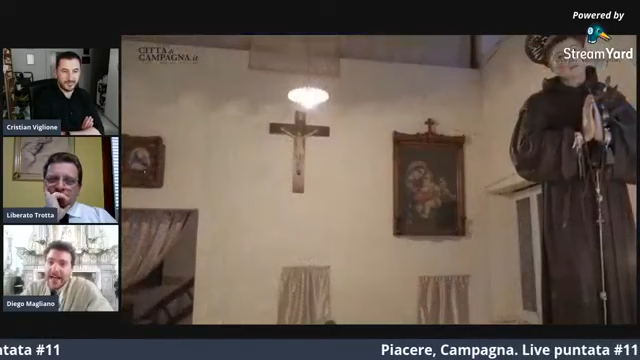 Powered by
StreamYard
CITTÀ di
CAMPAGNA.it
Cristian Viglione
Liberato Trotta
Diego Magliano
ntata #11
Piacere, Campagna. Live puntata #11